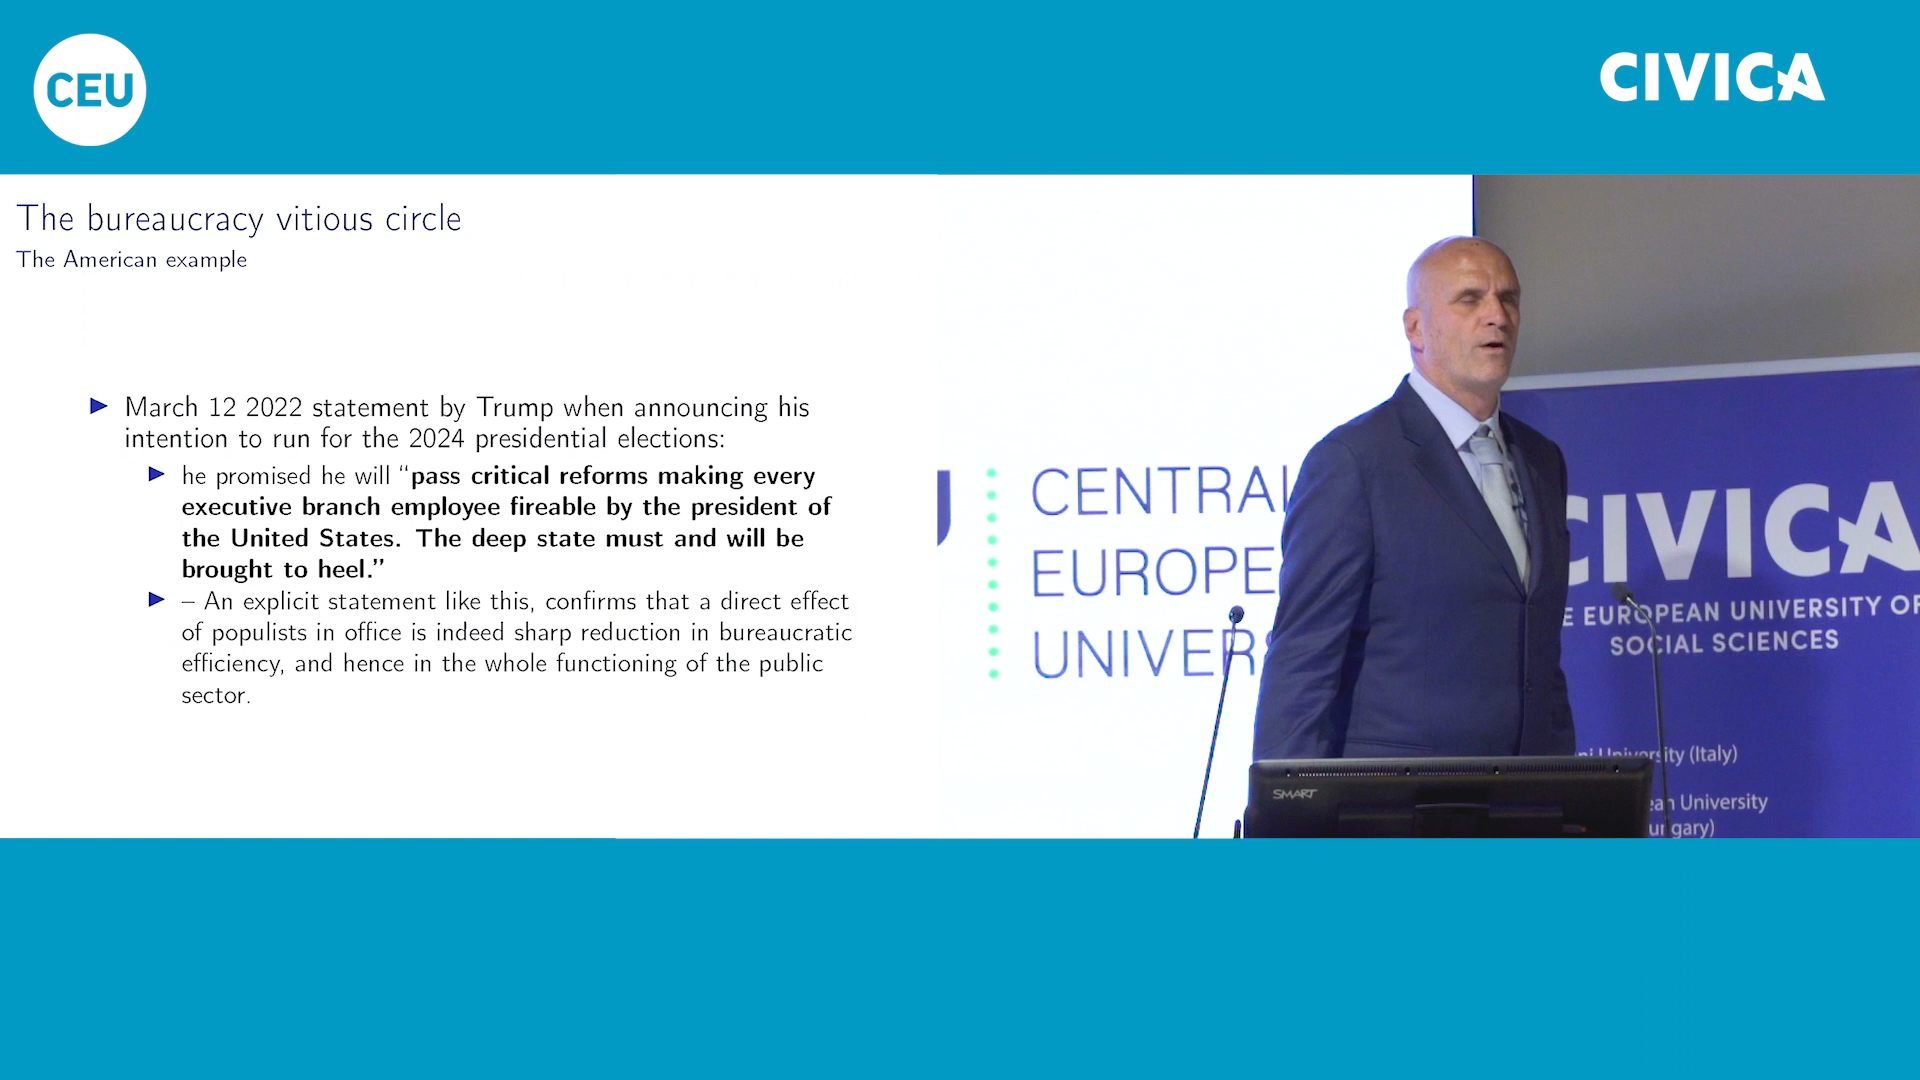 CEU
CIVICA
The bureaucracy vitious circle
The American example
March 12 2022 statement by Trump when announcing his
intention to run for the 2024 presidential elections:
he promised he will “pass critical reforms making every
executive branch employee fireable by the president of
the United States. The deep state must and will be
brought to heel.”
– An explicit statement like this, confirms that a direct effect
of populists in office is indeed sharp reduction in bureaucratic
efficiency, and hence in the whole functioning of the public
sector.
CENTRAL
EUROPE
UNIVERS
CIVICA
EUROPEAN UNIVERSITY OF
SOCIAL SCIENCES
University (Italy)
University
SMART